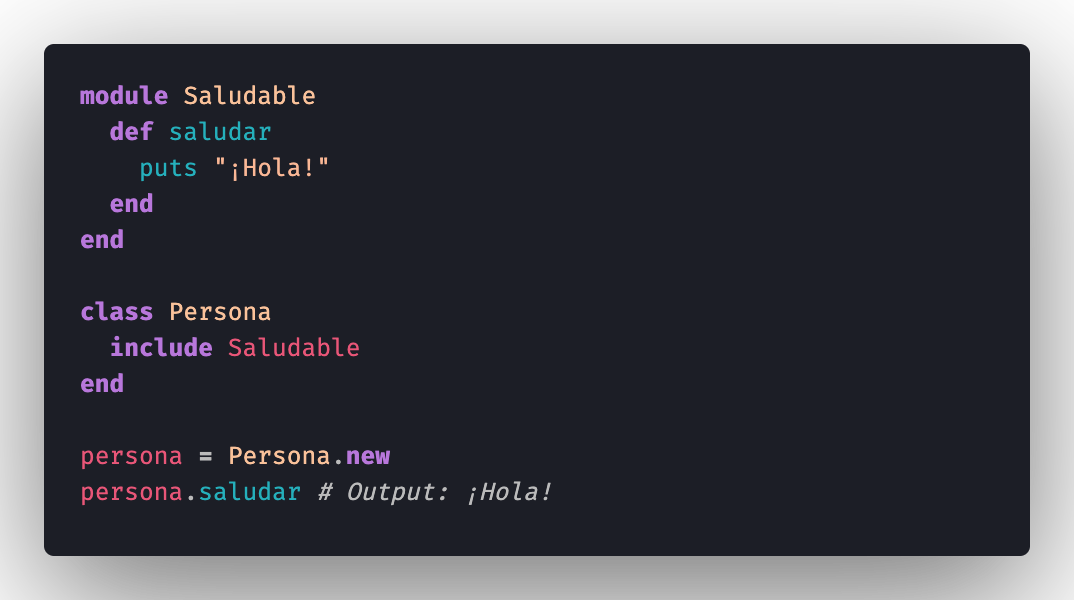 module Saludable
  def saludar
    puts "¡Hola!"
  end
end

class Persona
  include Saludable
end

persona = Persona.new
persona.saludar # Output: ¡Hola!